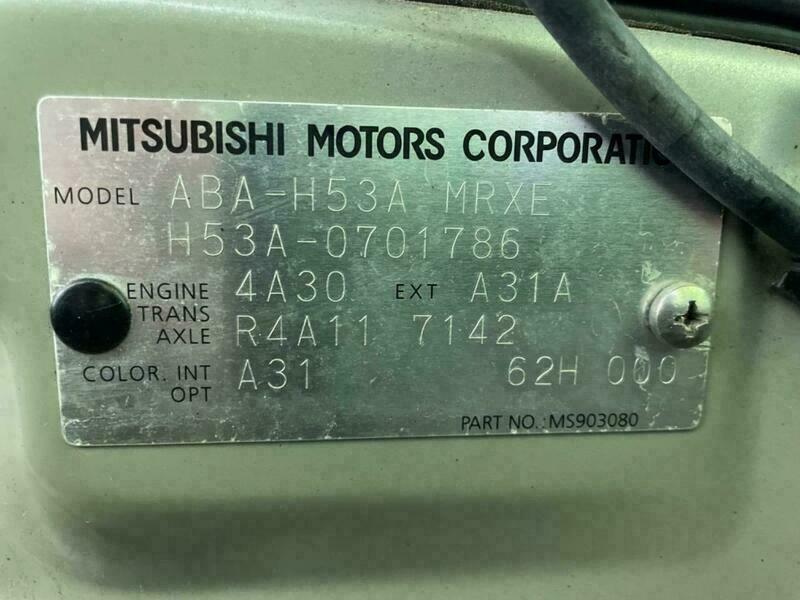 MITSUBISHI MOTORS CORPORATIO
MODEL ABA-H53A MRXE
H53A-0701786
ENGINE 4A30 EXT A31A
TRANS AXLE R4A11 7142
COLOR. INT OPT A31 62H 000
PART NO.: MS903080